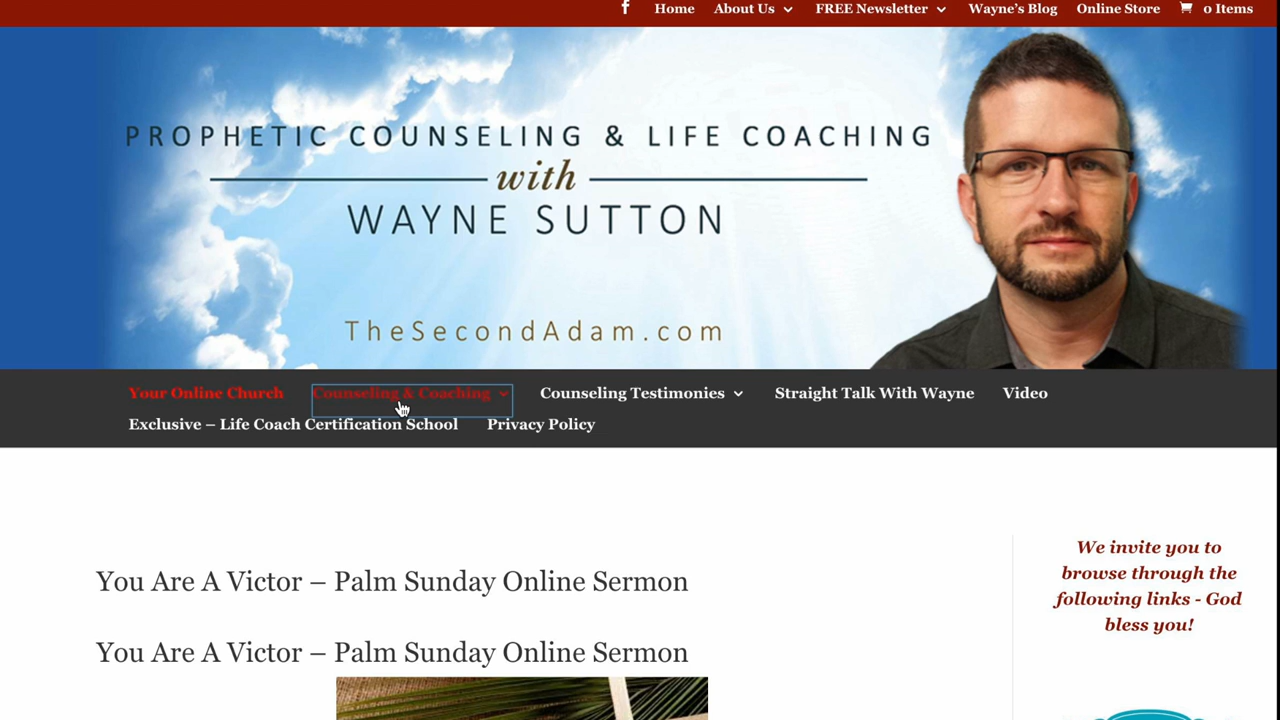 Home About Us FREE Newsletter Wayne's Blog Online Store 0 Items
PROPHETIC COUNSELING & LIFE COACHING
with
WAYNE SUTTON
TheSecondAdam.com
Your Online Church Counseling & Coaching Counseling Testimonies Straight Talk With Wayne Video
Exclusive – Life Coach Certification School Privacy Policy
You Are A Victor – Palm Sunday Online Sermon
We invite you to
browse through the
following links - God
bless you!
You Are A Victor – Palm Sunday Online Sermon